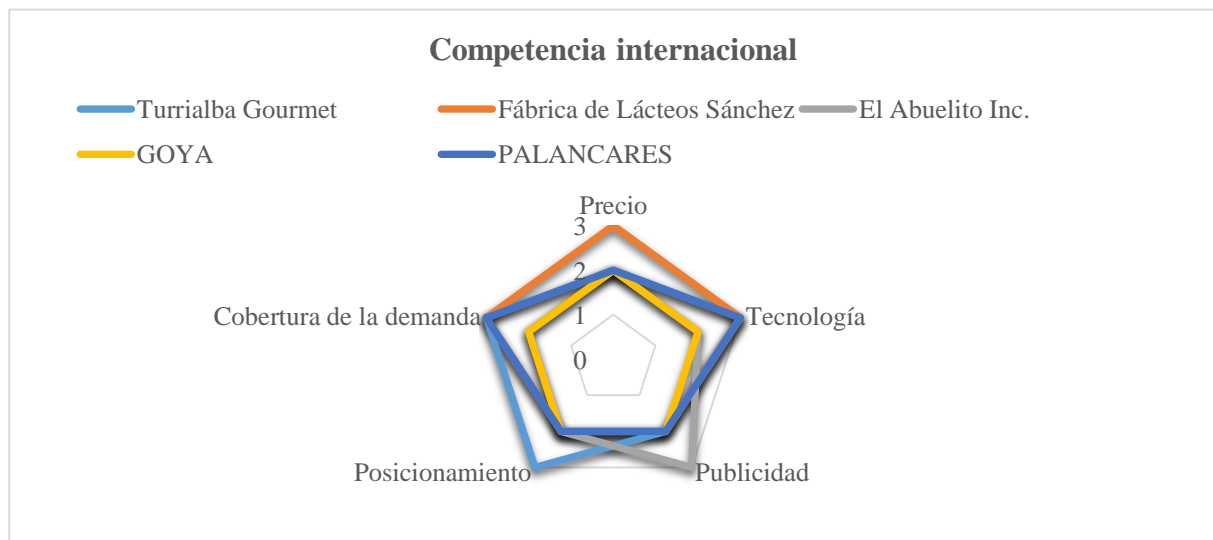 Competencia internacional
Turrialba Gourmet
Fábrica de Lácteos Sánchez
El Abuelito Inc.
GOYA
PALANCARES
Precio
3
2
1
0
Cobertura de la demanda
Tecnología
Posicionamiento
Publicidad